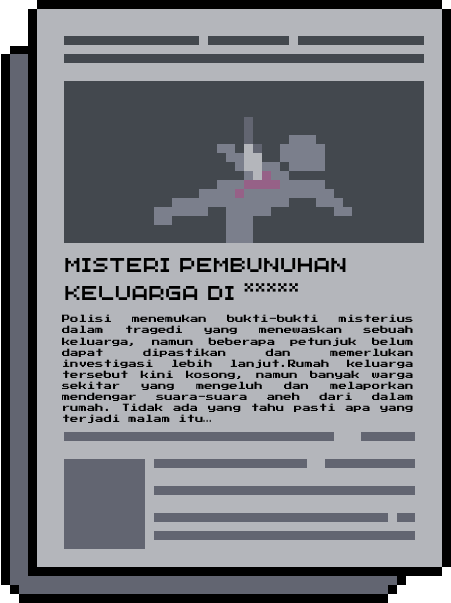 MISTERI PEMBUNUHAN
KELUARGA DI xxxxx
Polisi menemukan bukti-bukti misterius
dalam tragedi yang menewaskan sebuah
keluarga, namun beberapa petunjuk belum
dapat dipastikan dan memerlukan
investigasi lebih lanjut.Rumah keluarga
tersebut kini kosong, namun banyak warga
sekitar yang mengeluh dan melaporkan
mendengar suara-suara aneh dari dalam
rumah. Tidak ada yang tahu pasti apa yang
terjadi malam itu...